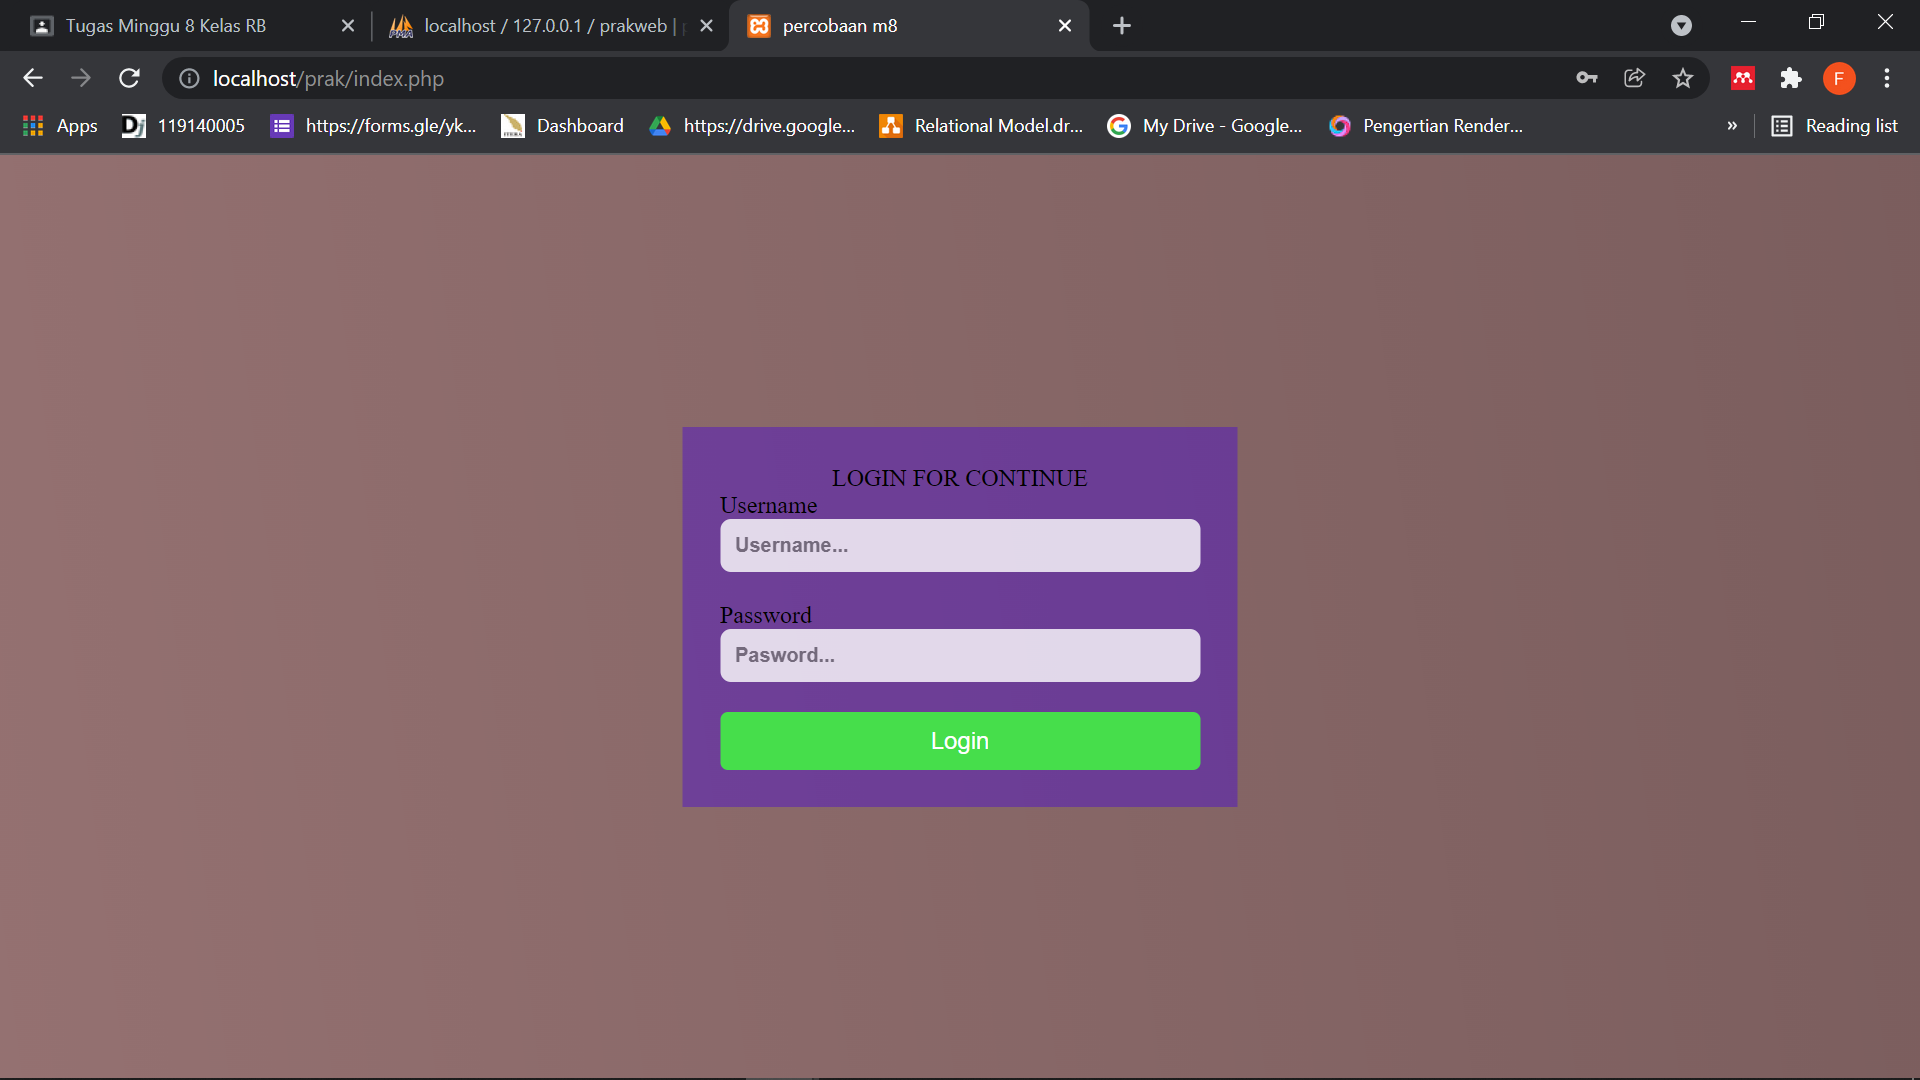 Tugas Minggu 8 Kelas RB
localhost / 127.0.0.1 / prakweb |
percobaan m8
localhost/prak/index.php
F
Apps
Dj
119140005
https://forms.gle/yk...
Dashboard
https://drive.google...
Relational Model.dr...
My Drive - Google...
Pengertian Render...
»
Reading list
LOGIN FOR CONTINUE
Username
Username...
Password
Pasword...
Login